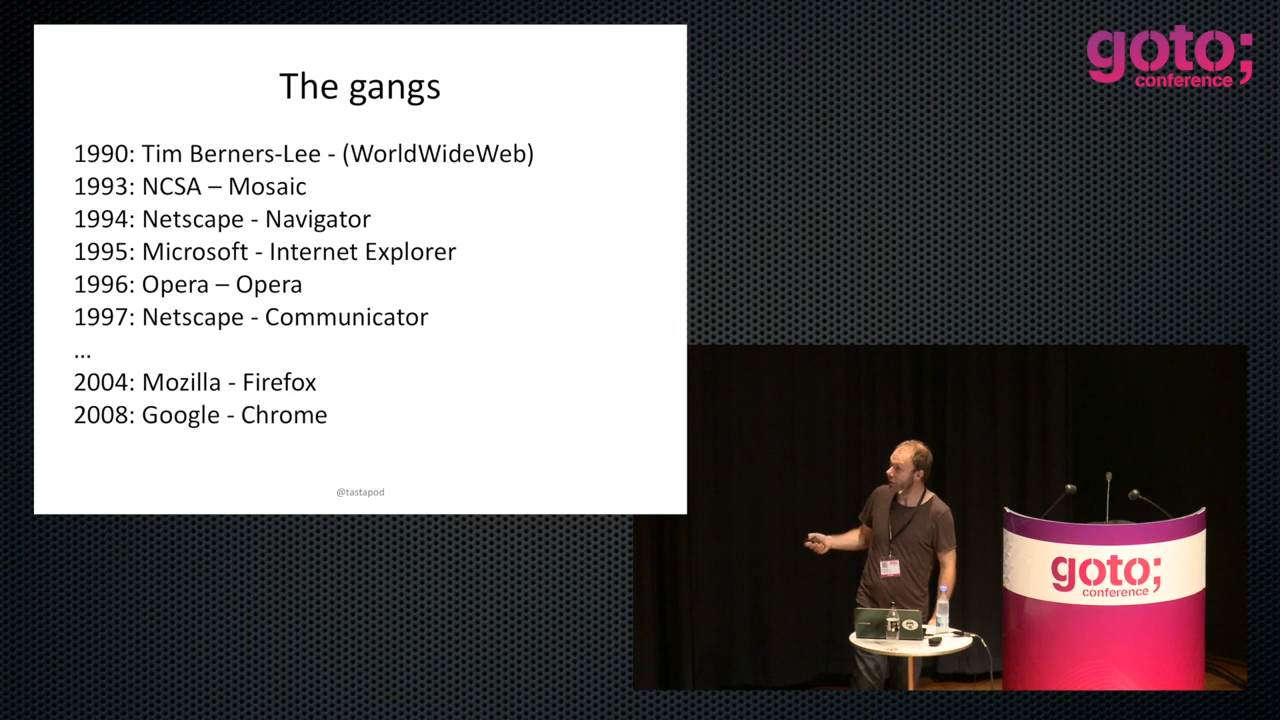 The gangs
1990: Tim Berners-Lee - (WorldWideWeb)
1993: NCSA – Mosaic
1994: Netscape - Navigator
1995: Microsoft - Internet Explorer
1996: Opera – Opera
1997: Netscape - Communicator
...
2004: Mozilla - Firefox
2008: Google - Chrome
@tastapod
goto;
conference
goto;
conference